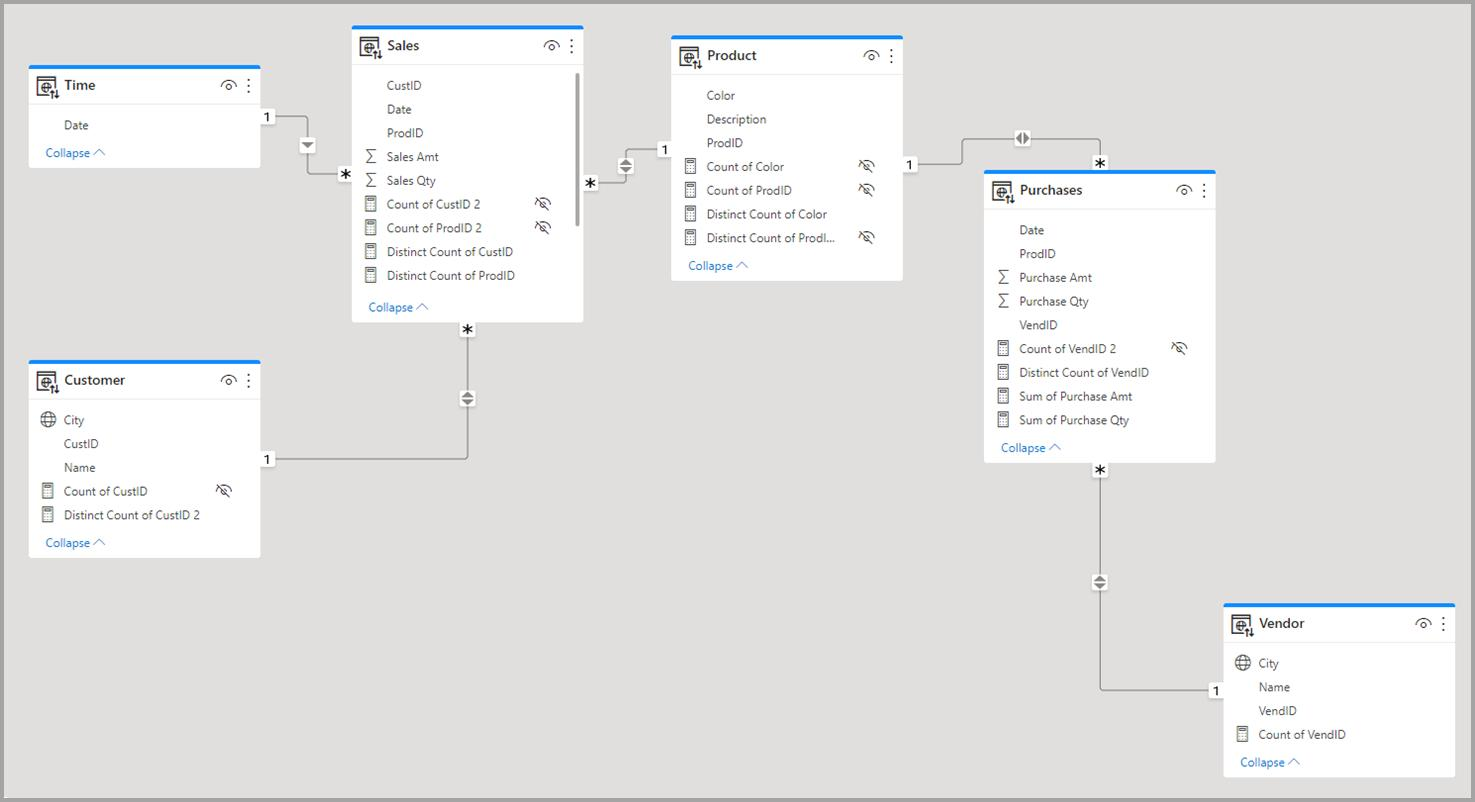 Time
Date
Collapse
1
*
Sales
CustID
Date
ProdID
Sales Amt
Sales Qty
Count of CustID 2
Count of ProdID 2
Distinct Count of CustID
Distinct Count of ProdID
Collapse
*
1
*
Product
Color
Description
ProdID
Count of Color
Count of ProdID
Distinct Count of Color
Distinct Count of ProdI...
Collapse
1
*
Purchases
Date
ProdID
Purchase Amt
Purchase Qty
VendID
Count of VendID 2
Distinct Count of VendID
Sum of Purchase Amt
Sum of Purchase Qty
Collapse
*
Customer
City
CustID
Name
Count of CustID
Distinct Count of CustID 2
Collapse
1
1
Vendor
City
Name
VendID
Count of VendID
Collapse